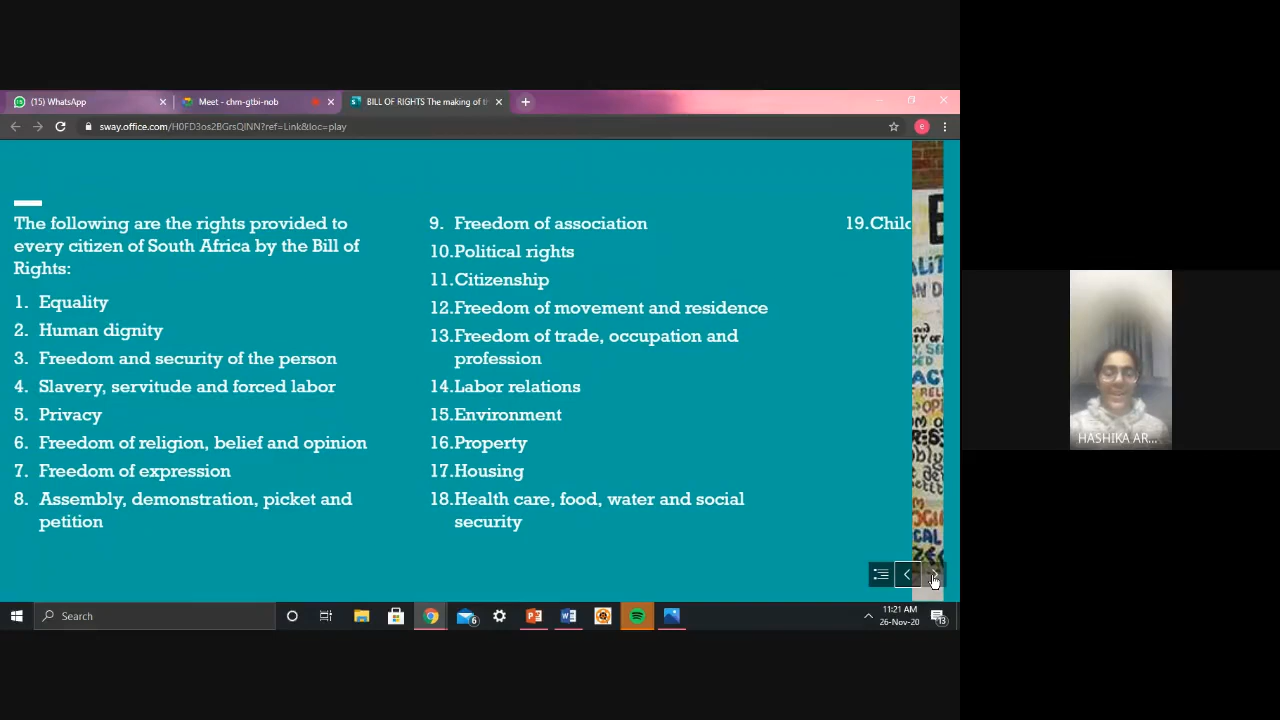 (15) WhatsApp
Meet - chm-gtbi-nob
BILL OF RIGHTS The making of t
sway.office.com/H0FD3os2BGrsQlNN?ref=Link&loc=play
e
The following are the rights provided to
every citizen of South Africa by the Bill of
Rights:
1. Equality
2. Human dignity
3. Freedom and security of the person
4. Slavery, servitude and forced labor
5. Privacy
6. Freedom of religion, belief and opinion
7. Freedom of expression
8. Assembly, demonstration, picket and
petition
9. Freedom of association
10. Political rights
11. Citizenship
12. Freedom of movement and residence
13. Freedom of trade, occupation and
profession
14. Labor relations
15. Environment
16. Property
17. Housing
18. Health care, food, water and social
security
19. Chilc
HASHIKA AR...
Search
6
11:21 AM
26-Nov-20
13